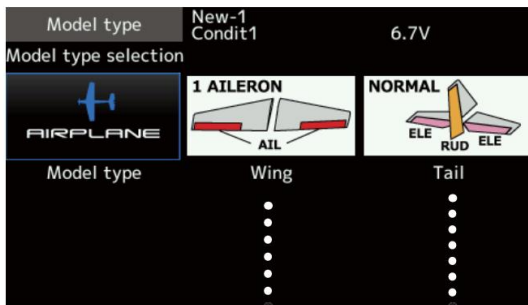 Model type
New-1
Condit1
6.7V
Model type selection
AIRPLANE
1 AILERON
AIL
NORMAL
ELE
RUD
ELE
Model type
Wing
Tail